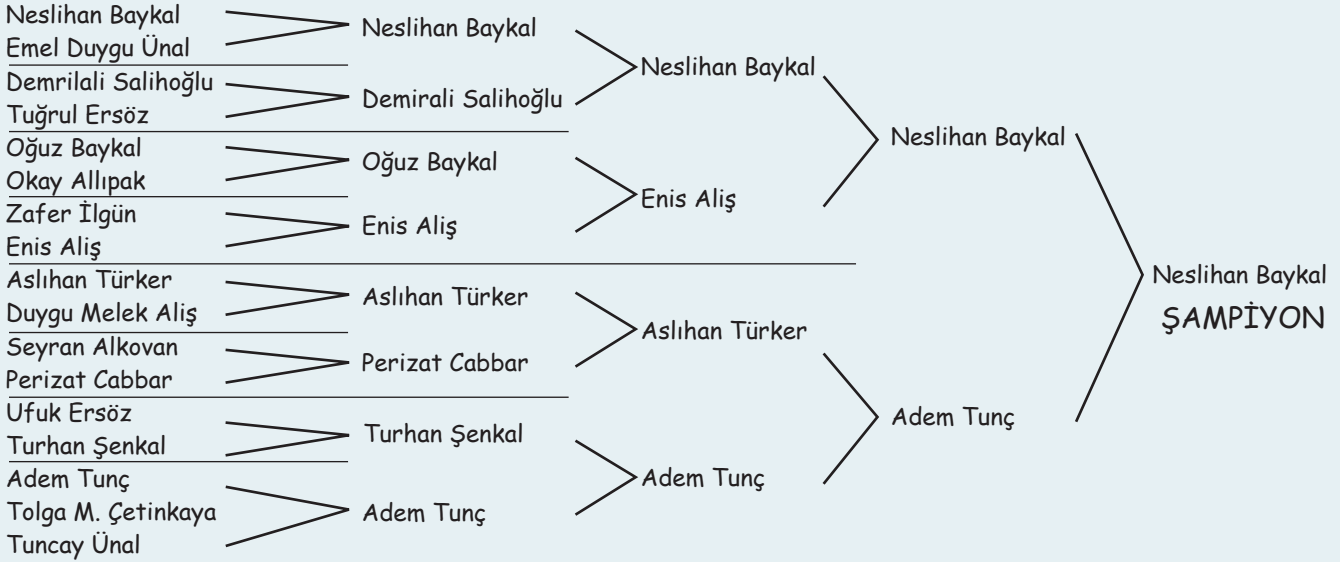 Neslihan Baykal
Emel Duygu Ünal
Demrilali Salihoğlu
Tuğrul Ersöz
Oğuz Baykal
Okay Allıpak
Zafer İlgün
Enis Aliş
Aslıhan Türker
Duygu Melek Aliş
Seyran Alkovan
Perizat Cabbar
Ufuk Ersöz
Turhan Şenkal
Adem Tunç
Tolga M. Çetinkaya
Tuncay Ünal
Neslihan Baykal
Demirali Salihoğlu
Oğuz Baykal
Enis Aliş
Aslıhan Türker
Perizat Cabbar
Turhan Şenkal
Adem Tunç
Neslihan Baykal
Enis Aliş
Aslıhan Türker
Adem Tunç
Neslihan Baykal
Adem Tunç
Neslihan Baykal
ŞAMPİYON